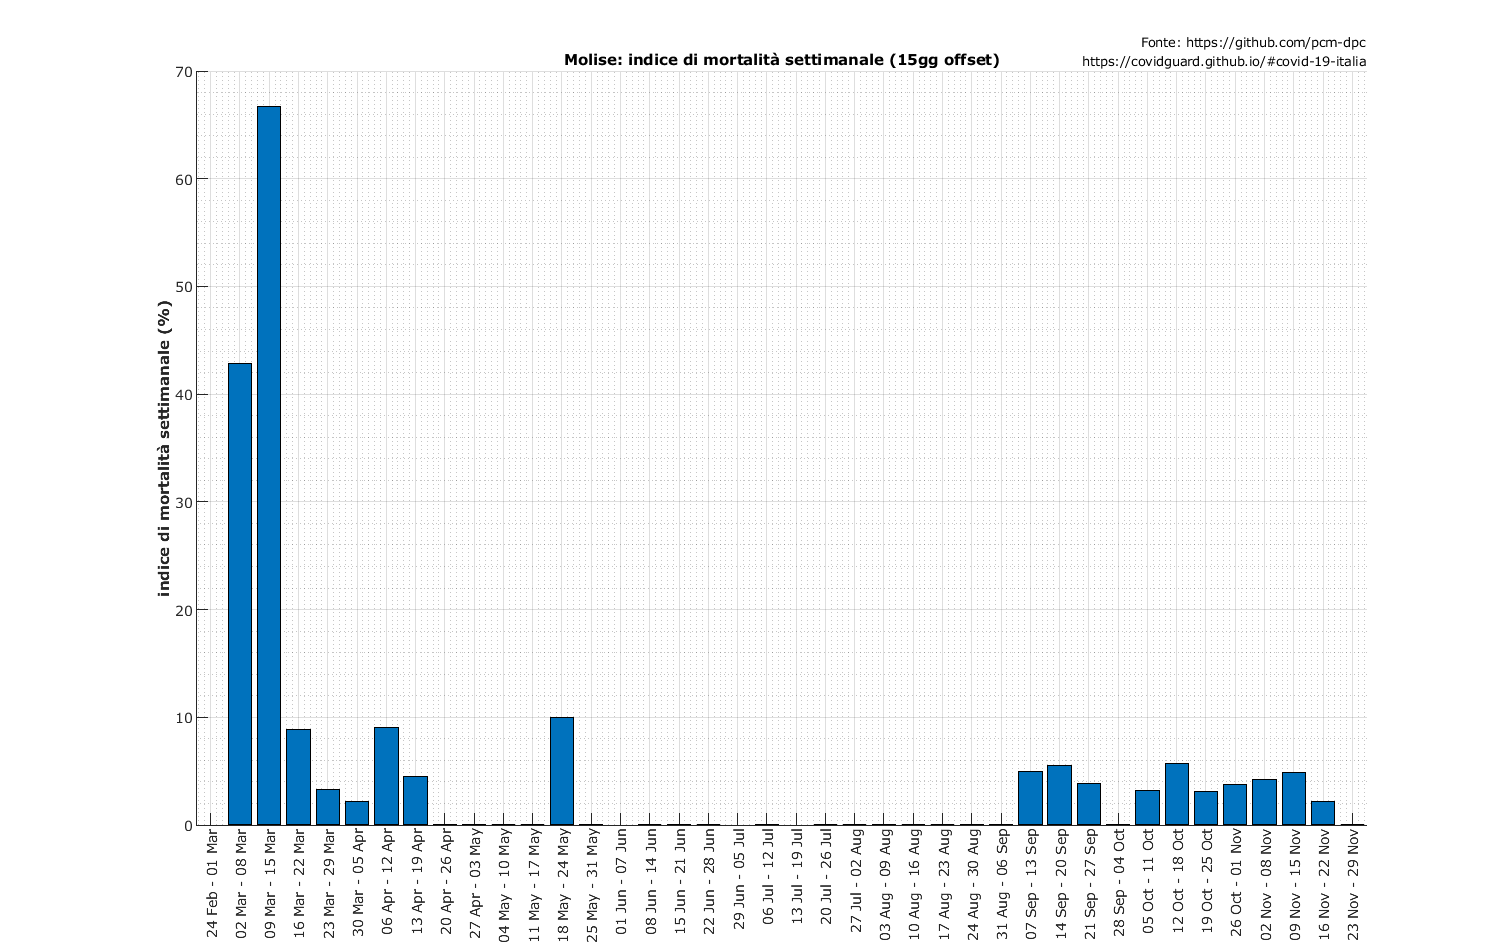 Fonte: https://github.com/pcm-dpc
https://covidguard.github.io/#covid-19-italia
Molise: indice di mortalità settimanale (15gg offset)
indice di mortalità settimanale (%)
70
60
50
40
30
20
10
0
24 Feb - 01 Mar
02 Mar - 08 Mar
09 Mar - 15 Mar
16 Mar - 22 Mar
23 Mar - 29 Mar
30 Mar - 05 Apr
06 Apr - 12 Apr
13 Apr - 19 Apr
20 Apr - 26 Apr
27 Apr - 03 May
04 May - 10 May
11 May - 17 May
18 May - 24 May
25 May - 31 May
01 Jun - 07 Jun
08 Jun - 14 Jun
15 Jun - 21 Jun
22 Jun - 28 Jun
29 Jun - 05 Jul
06 Jul - 12 Jul
13 Jul - 19 Jul
20 Jul - 26 Jul
27 Jul - 02 Aug
03 Aug - 09 Aug
10 Aug - 16 Aug
17 Aug - 23 Aug
24 Aug - 30 Aug
31 Aug - 06 Sep
07 Sep - 13 Sep
14 Sep - 20 Sep
21 Sep - 27 Sep
28 Sep - 04 Oct
05 Oct - 11 Oct
12 Oct - 18 Oct
19 Oct - 25 Oct
26 Oct - 01 Nov
02 Nov - 08 Nov
09 Nov - 15 Nov
16 Nov - 22 Nov
23 Nov - 29 Nov